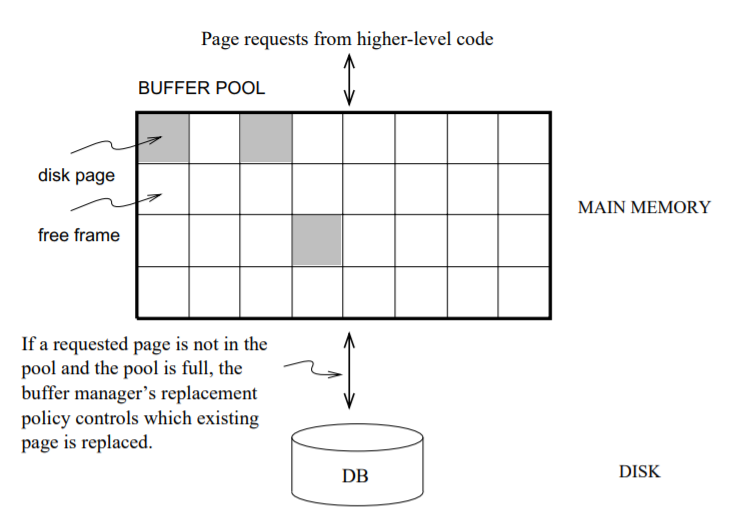 Page requests from higher-level code
BUFFER POOL
disk page
free frame
MAIN MEMORY
If a requested page is not in the
pool and the pool is full, the
buffer manager's replacement
policy controls which existing
page is replaced.
DB
DISK